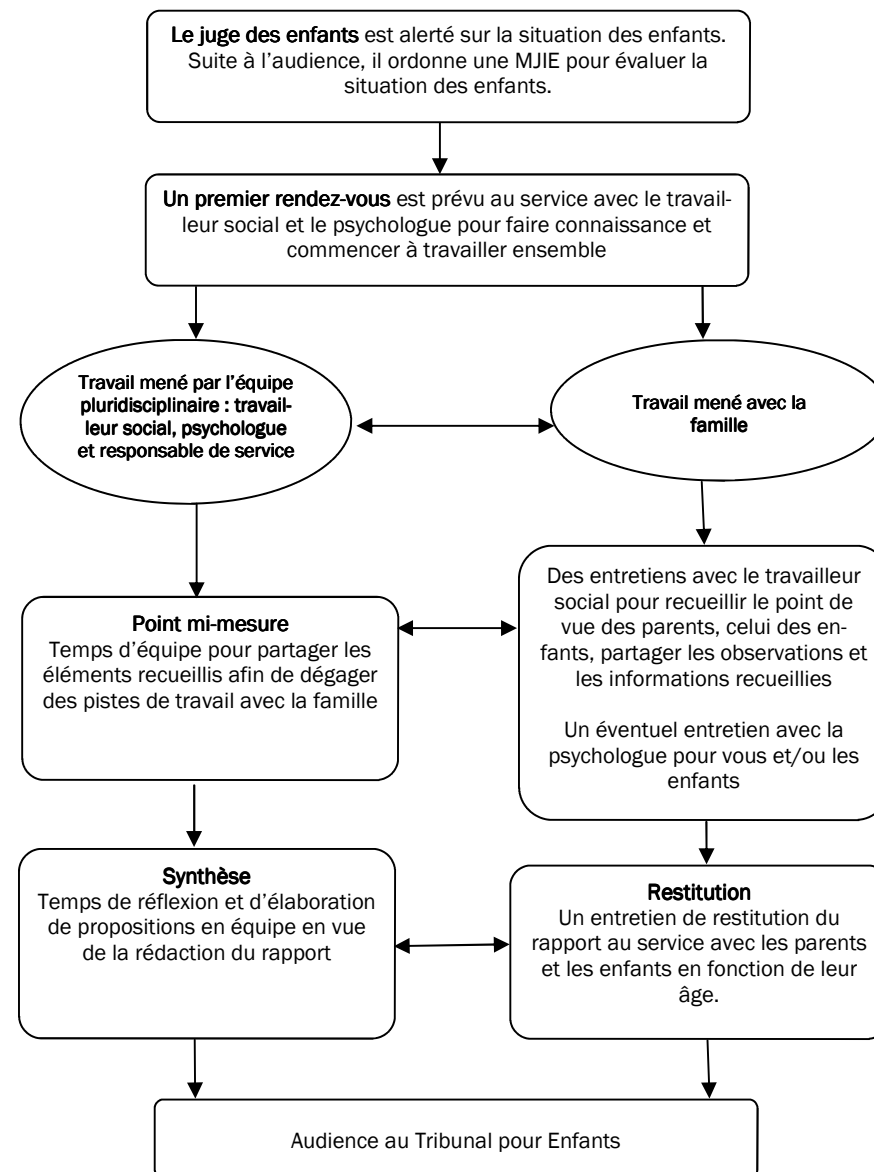 Le juge des enfants est alerté sur la situation des enfants.
Suite à l'audience, il ordonne une MJIE pour évaluer la
situation des enfants.
Un premier rendez-vous est prévu au service avec le travail-
leur social et le psychologue pour faire connaissance et
commencer à travailler ensemble
Travail mené par l'équipe
pluridisciplinaire : travail-
leur social, psychologue
et responsable de service
Travail mené avec la
famille
Point mi-mesure
Temps d'équipe pour partager les
éléments recueillis afin de dégager
des pistes de travail avec la famille
Des entretiens avec le travailleur
social pour recueillir le point de
vue des parents, celui des en-
fants, partager les observations et
les informations recueillies
Un éventuel entretien avec la
psychologue pour vous et/ou les
enfants
Synthèse
Temps de réflexion et d'élaboration
de propositions en équipe en vue
de la rédaction du rapport
Restitution
Un entretien de restitution du
rapport au service avec les parents
et les enfants en fonction de leur
âge.
Audience au Tribunal pour Enfants